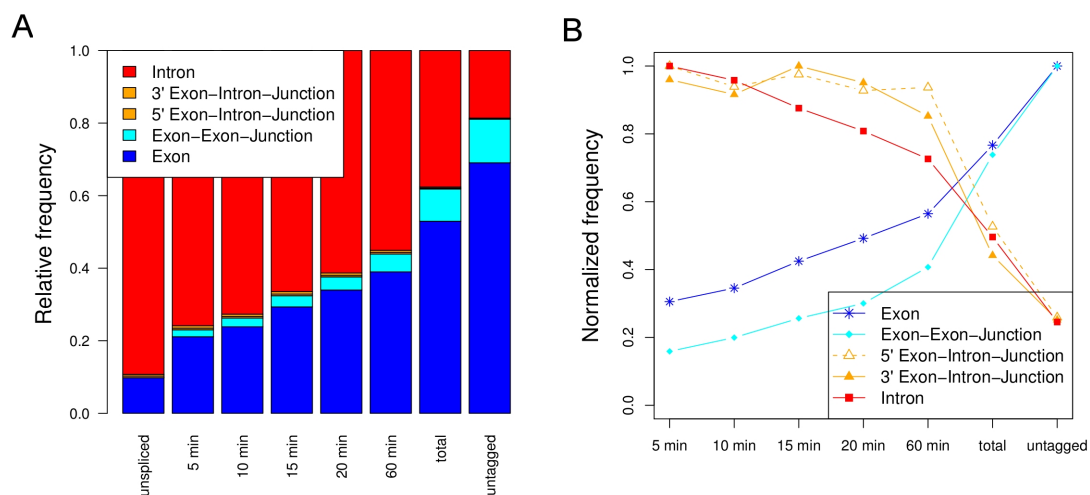 A
Relative frequency
1.0
0.8
0.6
0.4
0.2
0.0
Intron
3' Exon−Intron−Junction
5' Exon−Intron−Junction
Exon−Exon−Junction
Exon
unspliced
5 min
10 min
15 min
20 min
60 min
total
untagged
B
Normalized frequency
1.0
0.8
0.6
0.4
0.2
0.0
Exon
Exon−Exon−Junction
5' Exon−Intron−Junction
3' Exon−Intron−Junction
Intron
5 min
10 min
15 min
20 min
60 min
total
untagged